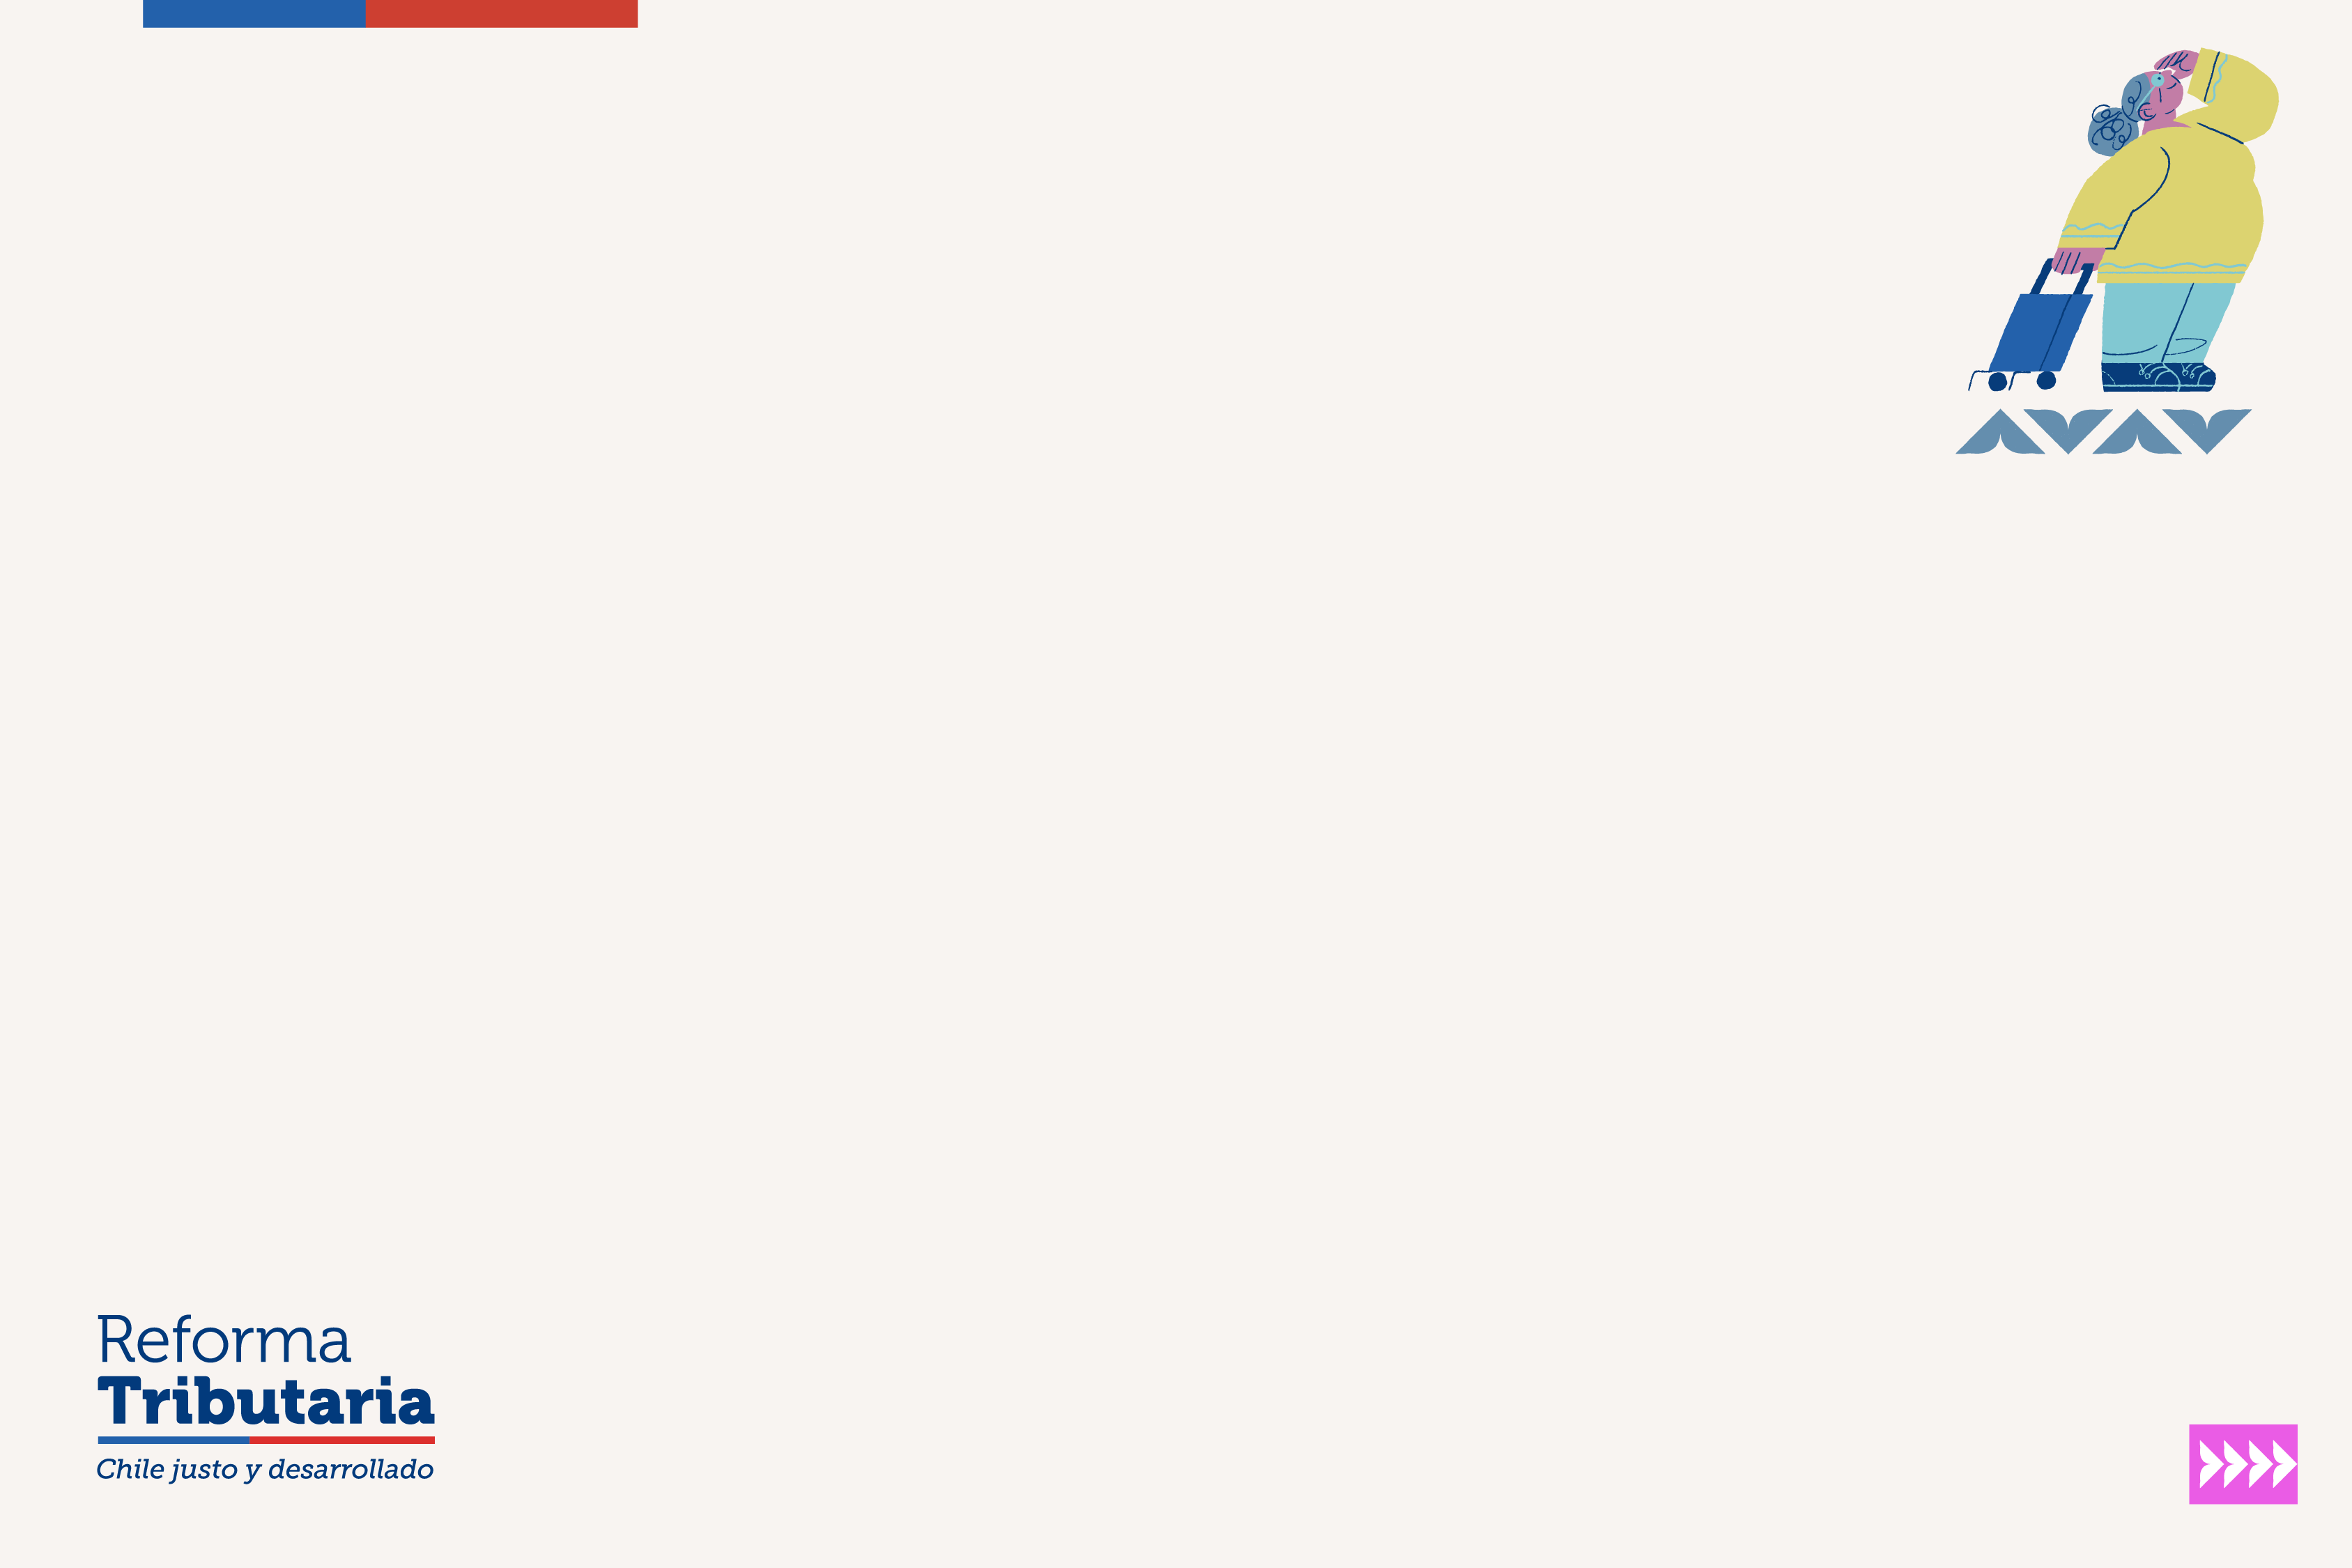 Reforma
Tributaria
Chile justo y desarrollado